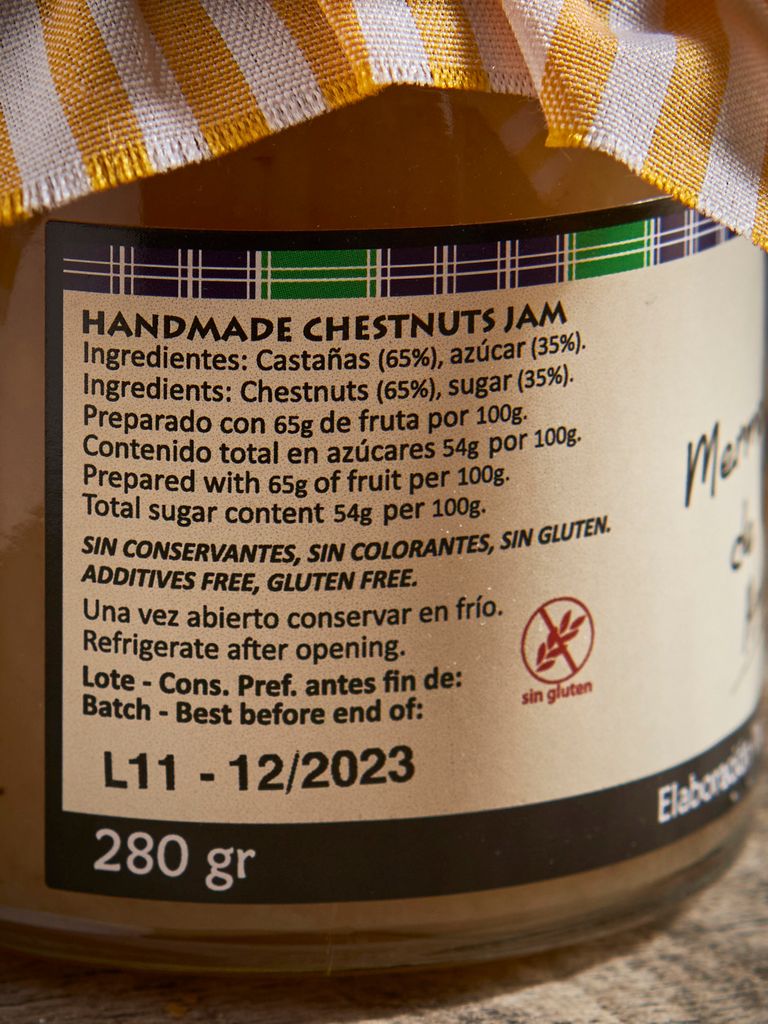 HANDMADE CHESTNUTS JAM
Ingredientes: Castañas (65%), azúcar (35%).
Ingredients: Chestnuts (65%), sugar (35%).
Preparado con 65g de fruta por 100g.
Contenido total en azúcares 54g por 100g.
Prepared with 65g of fruit per 100g.
Total sugar content 54g per 100g.
SIN CONSERVANTES, SIN COLORANTES, SIN GLUTEN.
ADDITIVES FREE, GLUTEN FREE.
Una vez abierto conservar en frío.
Refrigerate after opening.
sin gluten
Lote - Cons. Pref. antes fin de:
Batch - Best before end of:
L11 - 12/2023
280 gr